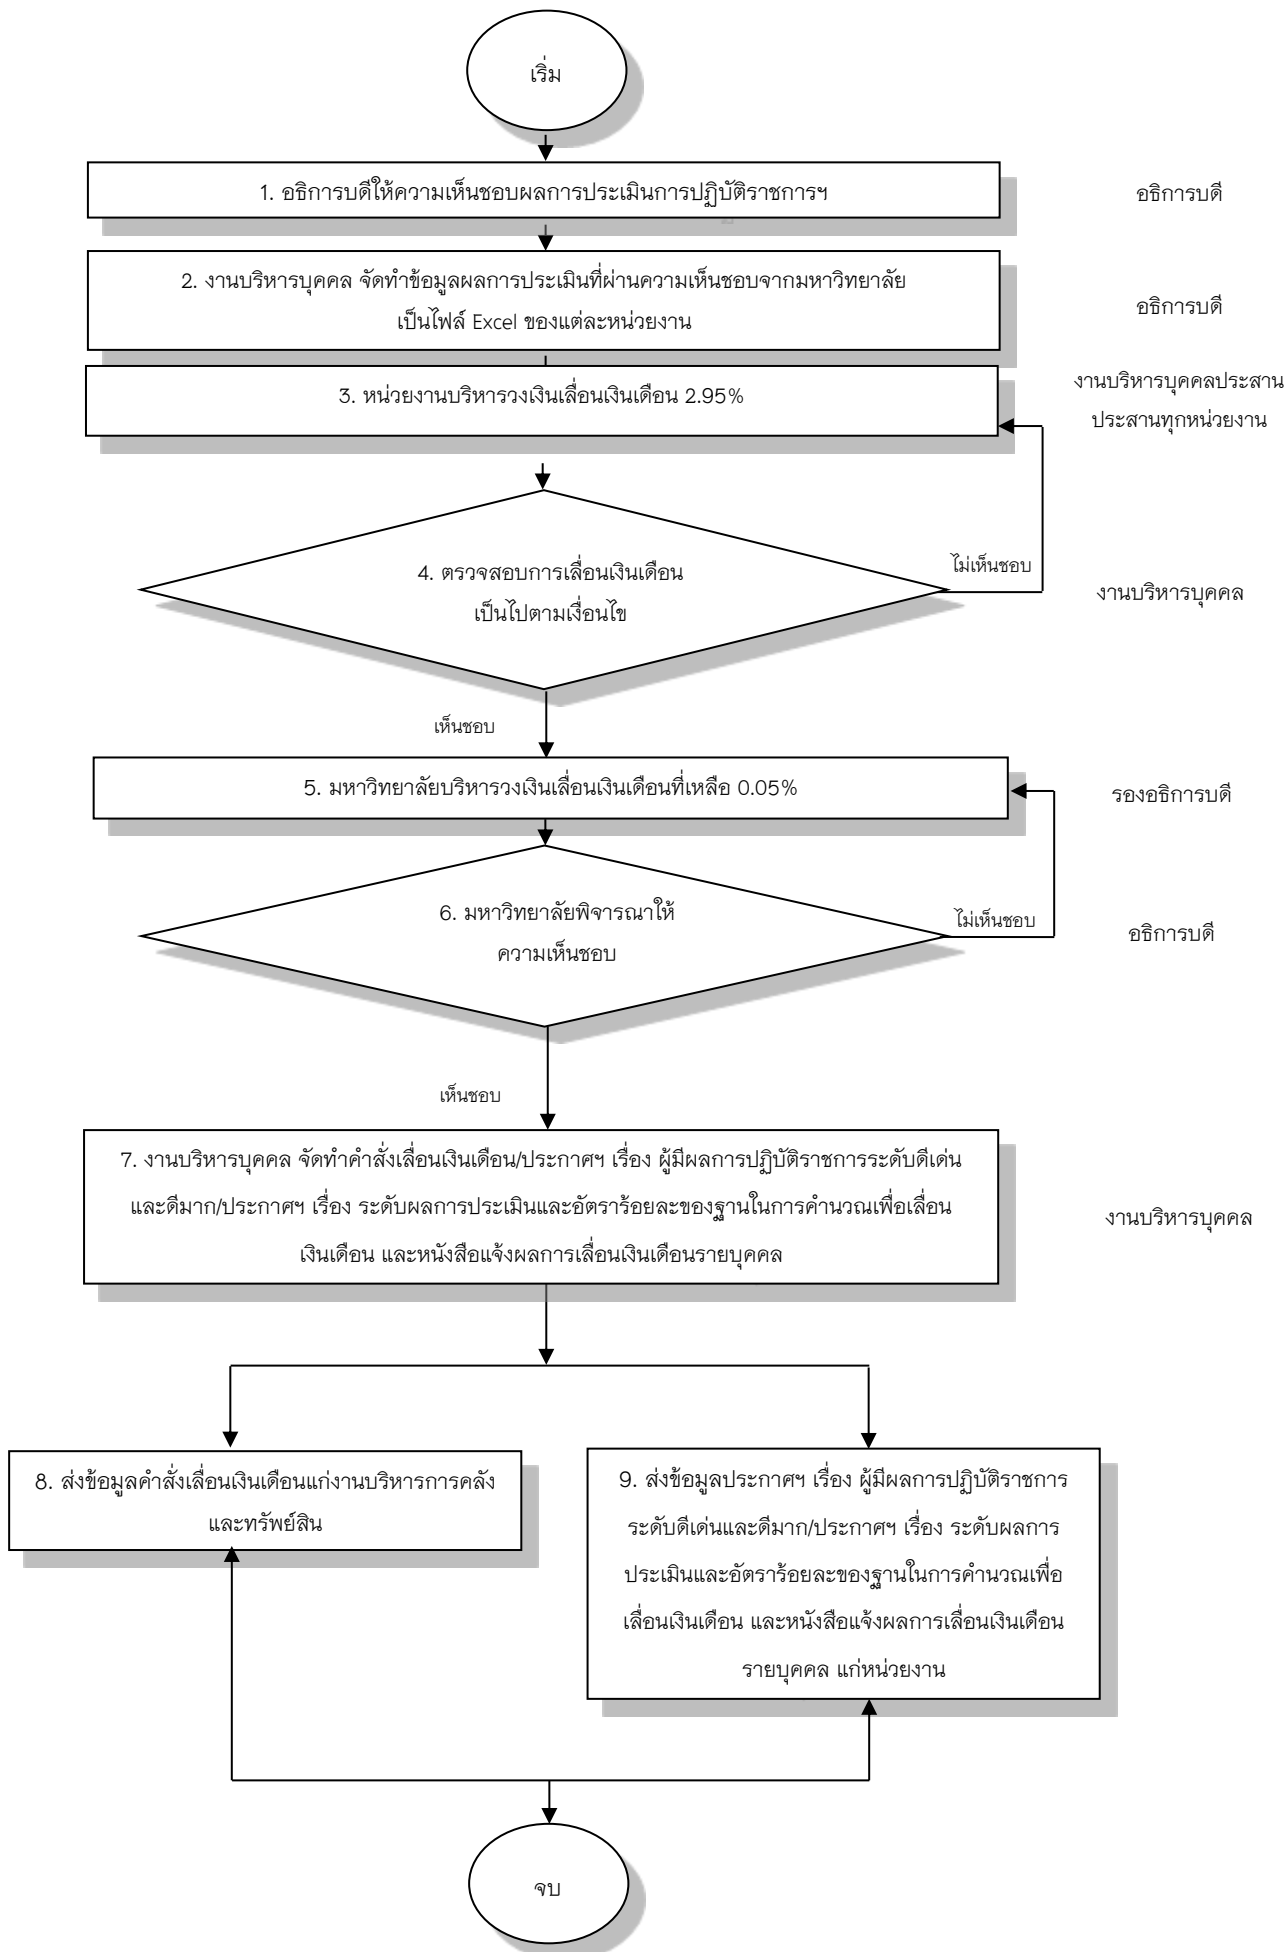 เริ่ม
1. อธิการบดีให้ความเห็นชอบผลการประเมินการปฏิบัติราชการฯ
อธิการบดี
2. งานบริหารบุคคล จัดทำข้อมูลผลการประเมินที่ผ่านความเห็นชอบจากมหาวิทยาลัย
เป็นไฟล์ Excel ของแต่ละหน่วยงาน
อธิการบดี
3. หน่วยงานบริหารวงเงินเลื่อนเงินเดือน 2.95%
งานบริหารบุคคลประสาน
ประสานทุกหน่วยงาน
4. ตรวจสอบการเลื่อนเงินเดือน
เป็นไปตามเงื่อนไข
ไม่เห็นชอบ
งานบริหารบุคคล
เห็นชอบ
5. มหาวิทยาลัยบริหารวงเงินเลื่อนเงินเดือนที่เหลือ 0.05%
รองอธิการบดี
6. มหาวิทยาลัยพิจารณาให้
ความเห็นชอบ
ไม่เห็นชอบ
อธิการบดี
เห็นชอบ
7. งานบริหารบุคคล จัดทำคำสั่งเลื่อนเงินเดือน/ประกาศฯ เรื่อง ผู้มีผลการปฏิบัติราชการระดับดีเด่น
และดีมาก/ประกาศฯ เรื่อง ระดับผลการประเมินและอัตราร้อยละของฐานในการคำนวณเพื่อเลื่อน
เงินเดือน และหนังสือแจ้งผลการเลื่อนเงินเดือนรายบุคคล
งานบริหารบุคคล
8. ส่งข้อมูลคำสั่งเลื่อนเงินเดือนแก่งานบริหารการคลัง
และทรัพย์สิน
9. ส่งข้อมูลประกาศฯ เรื่อง ผู้มีผลการปฏิบัติราชการ
ระดับดีเด่นและดีมาก/ประกาศฯ เรื่อง ระดับผลการ
ประเมินและอัตราร้อยละของฐานในการคำนวณเพื่อ
เลื่อนเงินเดือน และหนังสือแจ้งผลการเลื่อนเงินเดือน
รายบุคคล แก่หน่วยงาน
จบ